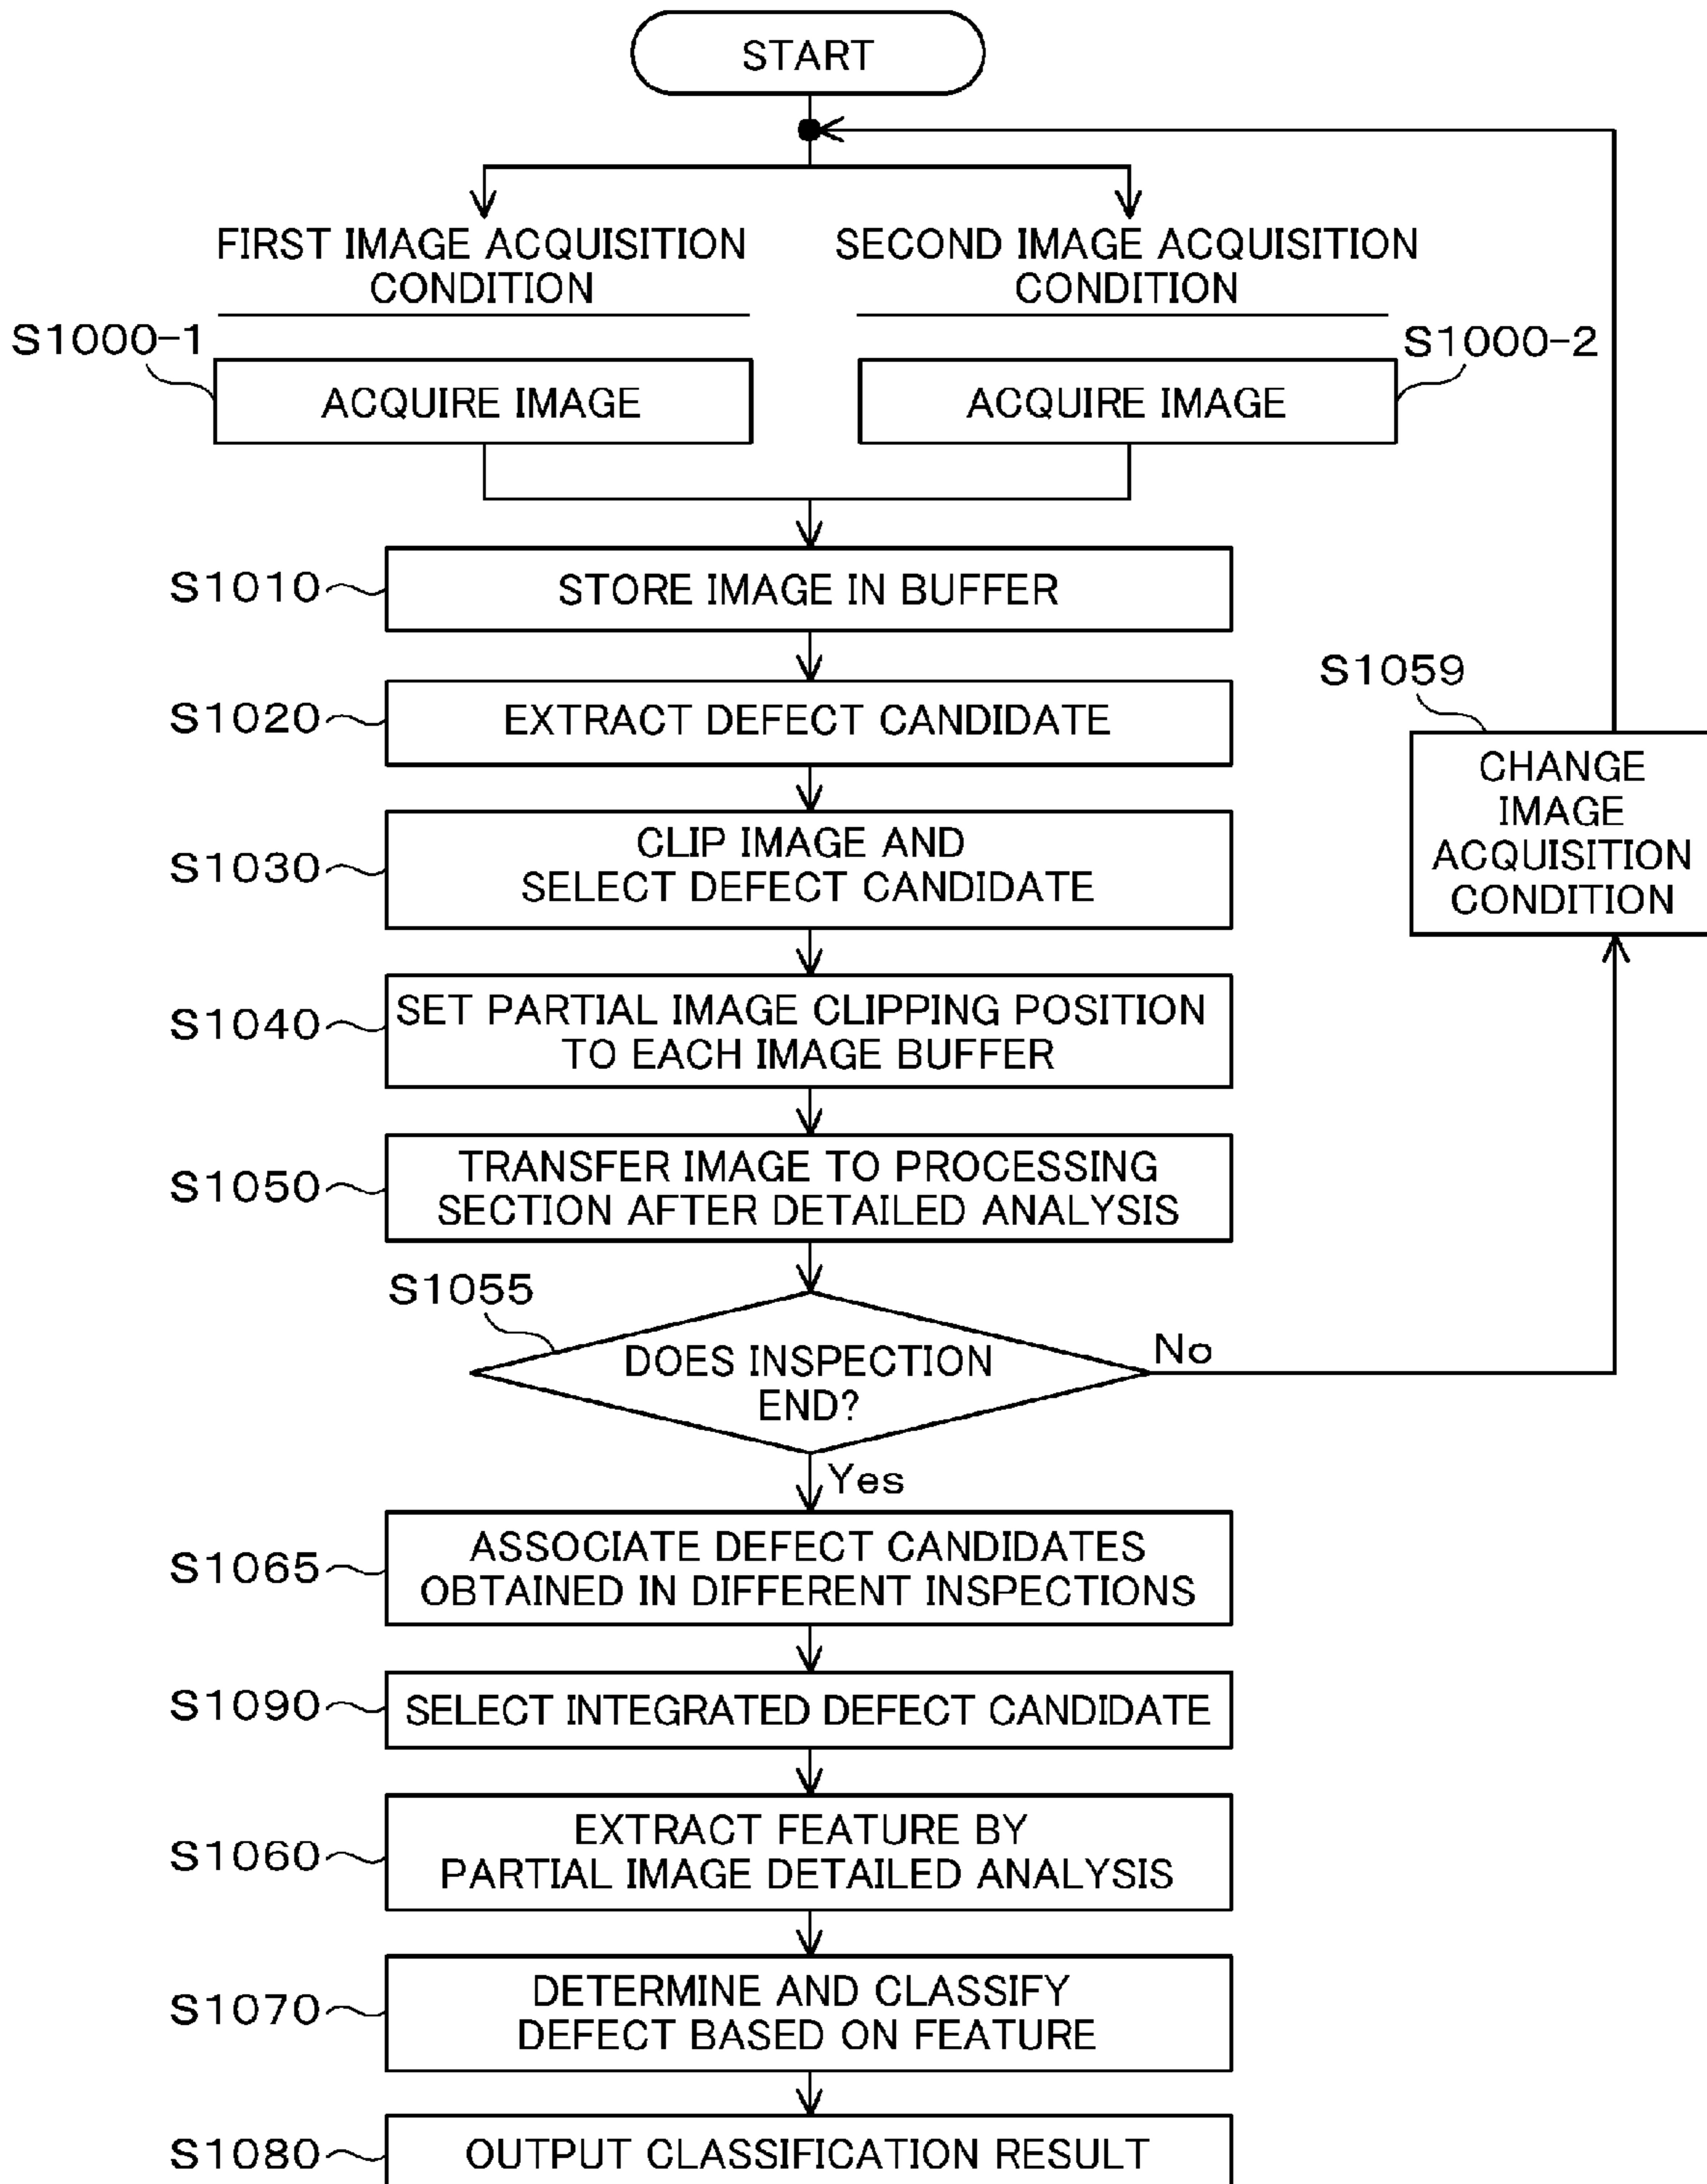 START
FIRST IMAGE ACQUISITION
CONDITION
SECOND IMAGE ACQUISITION
CONDITION
S1000-1
S1000-2
ACQUIRE IMAGE
ACQUIRE IMAGE
S1010
STORE IMAGE IN BUFFER
S1020
EXTRACT DEFECT CANDIDATE
S1059
CHANGE
IMAGE
ACQUISITION
CONDITION
S1030
CLIP IMAGE AND
SELECT DEFECT CANDIDATE
S1040
SET PARTIAL IMAGE CLIPPING POSITION
TO EACH IMAGE BUFFER
S1050
TRANSFER IMAGE TO PROCESSING
SECTION AFTER DETAILED ANALYSIS
S1055
DOES INSPECTION
END?
No
Yes
S1065
ASSOCIATE DEFECT CANDIDATES
OBTAINED IN DIFFERENT INSPECTIONS
S1090
SELECT INTEGRATED DEFECT CANDIDATE
S1060
EXTRACT FEATURE BY
PARTIAL IMAGE DETAILED ANALYSIS
S1070
DETERMINE AND CLASSIFY
DEFECT BASED ON FEATURE
S1080
OUTPUT CLASSIFICATION RESULT